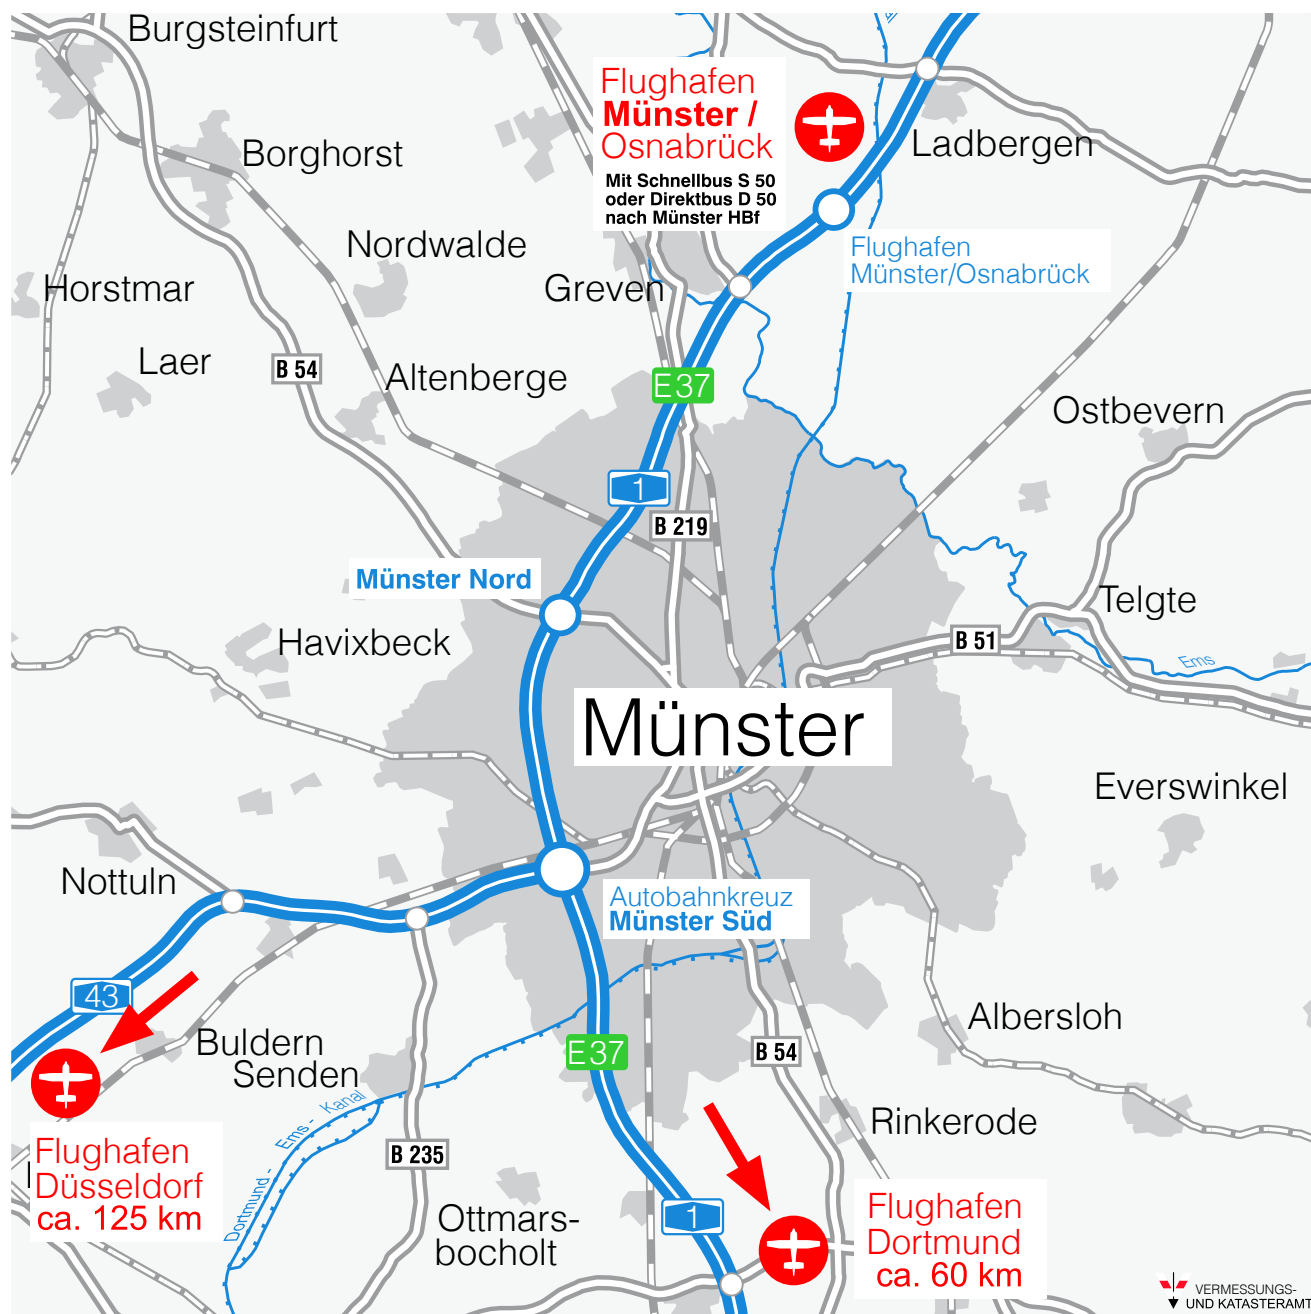 Burgsteinfurt
Flughafen
Münster /
Osnabrück
Mit Schnellbus S 50
oder Direktbus D 50
nach Münster HBf
Ladbergen
Borghorst
Nordwalde
Flughafen
Münster/Osnabrück
Horstmar
Greven
Laer
B 54
Altenberge
E 37
Ostbevern
1
B 219
Münster Nord
Telgte
Havixbeck
B 51
Ems
Münster
Everswinkel
Nottuln
Autobahnkreuz
Münster Süd
43
Albersloh
Buldern
Senden
E 37
B 54
Dortmund - Ems - Kanal
Rinkerode
Flughafen
Düsseldorf
ca. 125 km
B 235
Ottmars-
bocholt
1
Flughafen
Dortmund
ca. 60 km
VERMESSUNGS-
UND KATASTERAMT